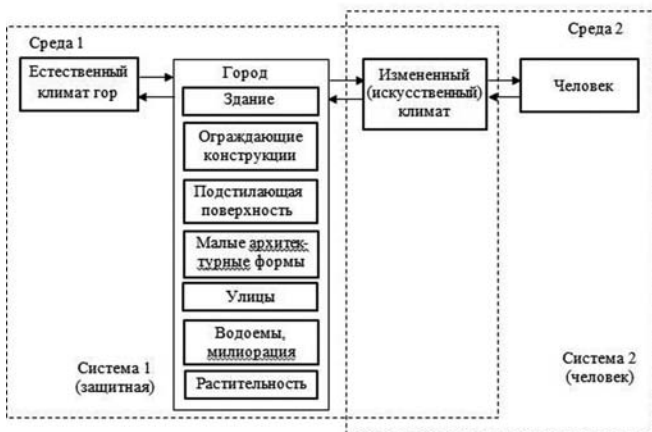 Среда 1
Среда 2
Естественный
климат гор
Город
Здание
Ограждающие
конструкции
Подстилающая
поверхность
Малые архитек-
турные формы
Улицы
Водоемы,
милиорация
Растительность
Измененный
(искусственный)
климат
Человек
Система 1
(защитная)
Система 2
(человек)